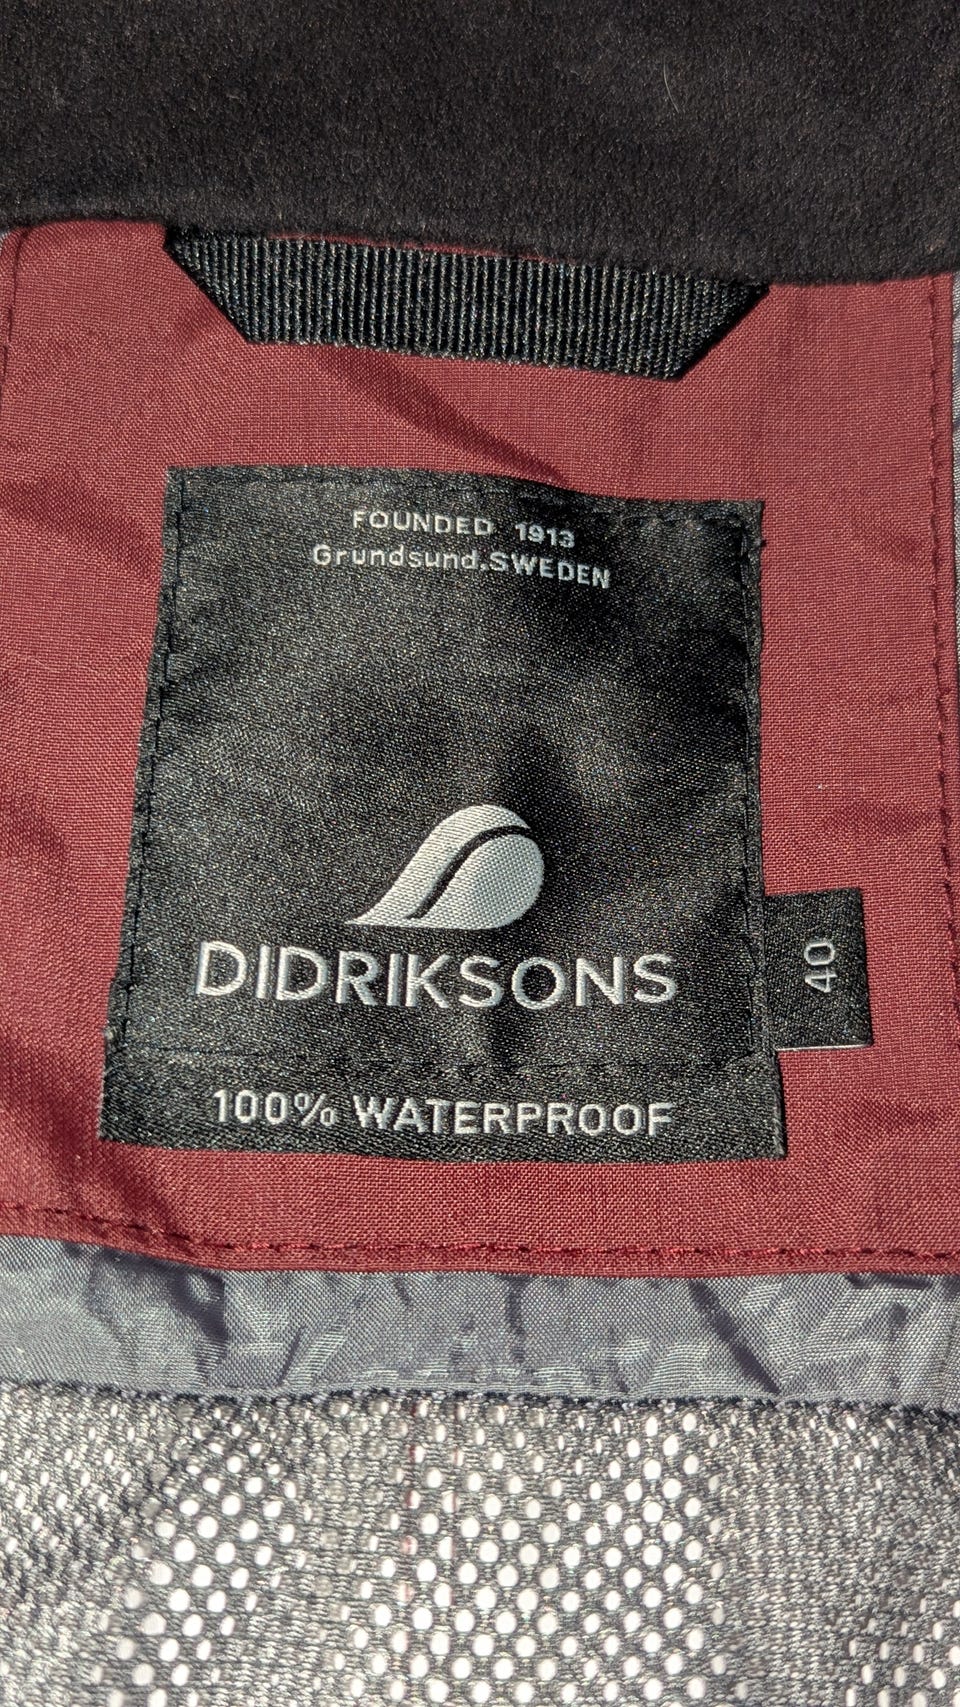 FOUNDED 1913
Grundsund.SWEDEN
DIDRIKSONS
40
100% WATERPROOF